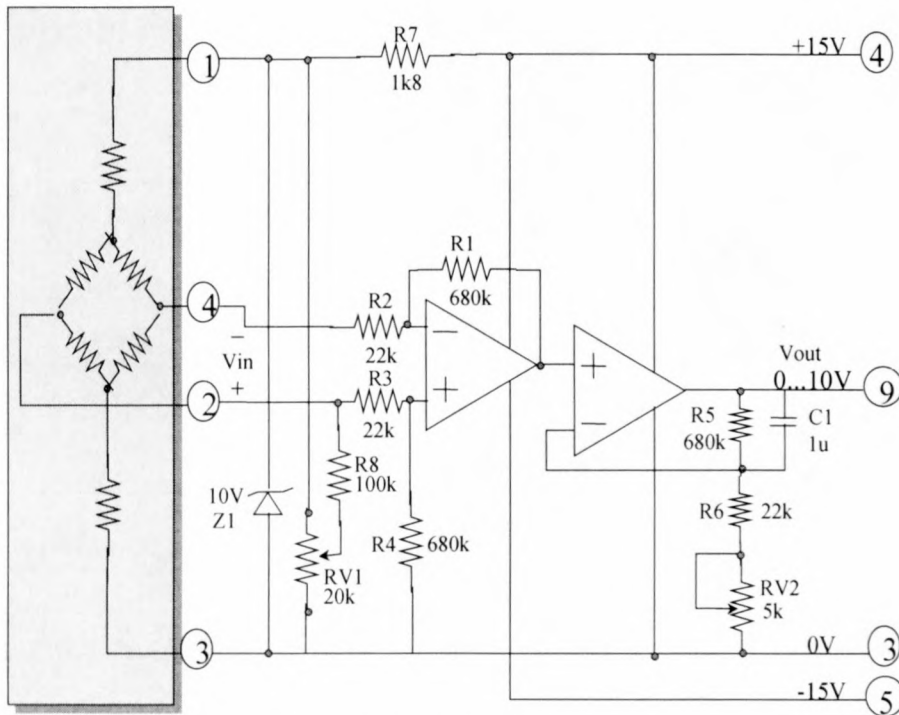 R7
1
+15V
4
1k8
R1
680k
R2
4
−
Vin
22k
−
+
Vout
+
R3
0...10V
2
+
9
22k
−
R5
C1
680k
1u
R8
100k
10V
Z1
R6
22k
R4
680k
RV1
20k
RV2
5k
3
0V
3
-15V
5